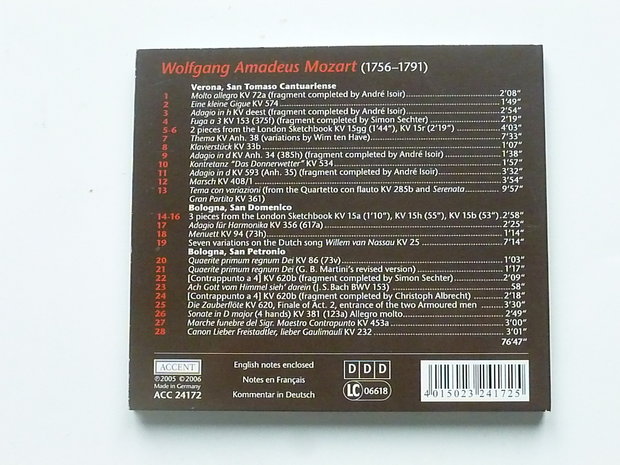 Wolfgang Amadeus Mozart (1756–1791)
Verona, San Tomaso Cantuariense
1 Molto allegro KV 72a (fragment completed by André Isoir) 2'08"
2 Eine kleine Gigue KV 574 1'49"
3 Adagio in h KV deest (fragment completed by André Isoir) 2'54"
4 Fuga a 3 KV 153 (375f) (fragment completed by Simon Sechter) 2'19"
5-6 2 pieces from the London Sketchbook KV 15gg (1'44"), KV 15r (2'19") 4'03"
7 Thema KV Anh. 38 (variations by Wim ten Have) 7'33"
8 Klavierstück KV 33b 1'07"
9 Adagio in d KV Anh. 34 (385h) (fragment completed by André Isoir) 1'38"
10 Kontretanz "Das Donnerwetter" KV 534 1'57"
11 Adagio in d KV 593 (Anh. 35) (fragment completed by André Isoir) 3'32"
12 Marsch KV 408/1 3'54"
13 Tema con variazioni (from the Quartetto con flauto KV 285b and Serenata 9'57"
Gran Partita KV 361)
Bologna, San Domenico
14-16 3 pieces from the London Sketchbook KV 15a (1'10"), KV 15h (55"), KV 15b (53") 2'58"
17 Adagio für Harmonika KV 356 (617a) 2'25"
18 Menuett KV 94 (73h) 1'14"
19 Seven variations on the Dutch song Willem van Nassau KV 25 7'14"
Bologna, San Petronio
20 Quaerite primum regnum Dei KV 86 (73v) 1'03"
21 Quaerite primum regnum Dei (G. B. Martini's revised version) 1'17"
22 [Contrappunto a 4] KV 620b (fragment completed by Simon Sechter) 2'09"
23 Ach Gott vom Himmel sieh' darein (J. S. Bach BWV 153) 58"
24 [Contrappunto a 4] KV 620b (fragment completed by Christoph Albrecht) 2'18"
25 Die Zauberflöte KV 620, Finale of Act. 2, entrance of the two Armoured men 3'30"
26 Sonate in D major (4 hands) KV 381 (123a) Allegro molto 2'49"
27 Marche funebre del Sigr. Maestro Contrapunto KV 453a 3'00"
28 Canon Lieber Freistädtler, lieber Gaulimauli KV 232 3'01"
76'47"
ACCENT
℗2005 ©2006
Made in Germany
ACC 24172
English notes enclosed
Notes en Français
Kommentar in Deutsch
D D D
LC 06618
4 015023 241725